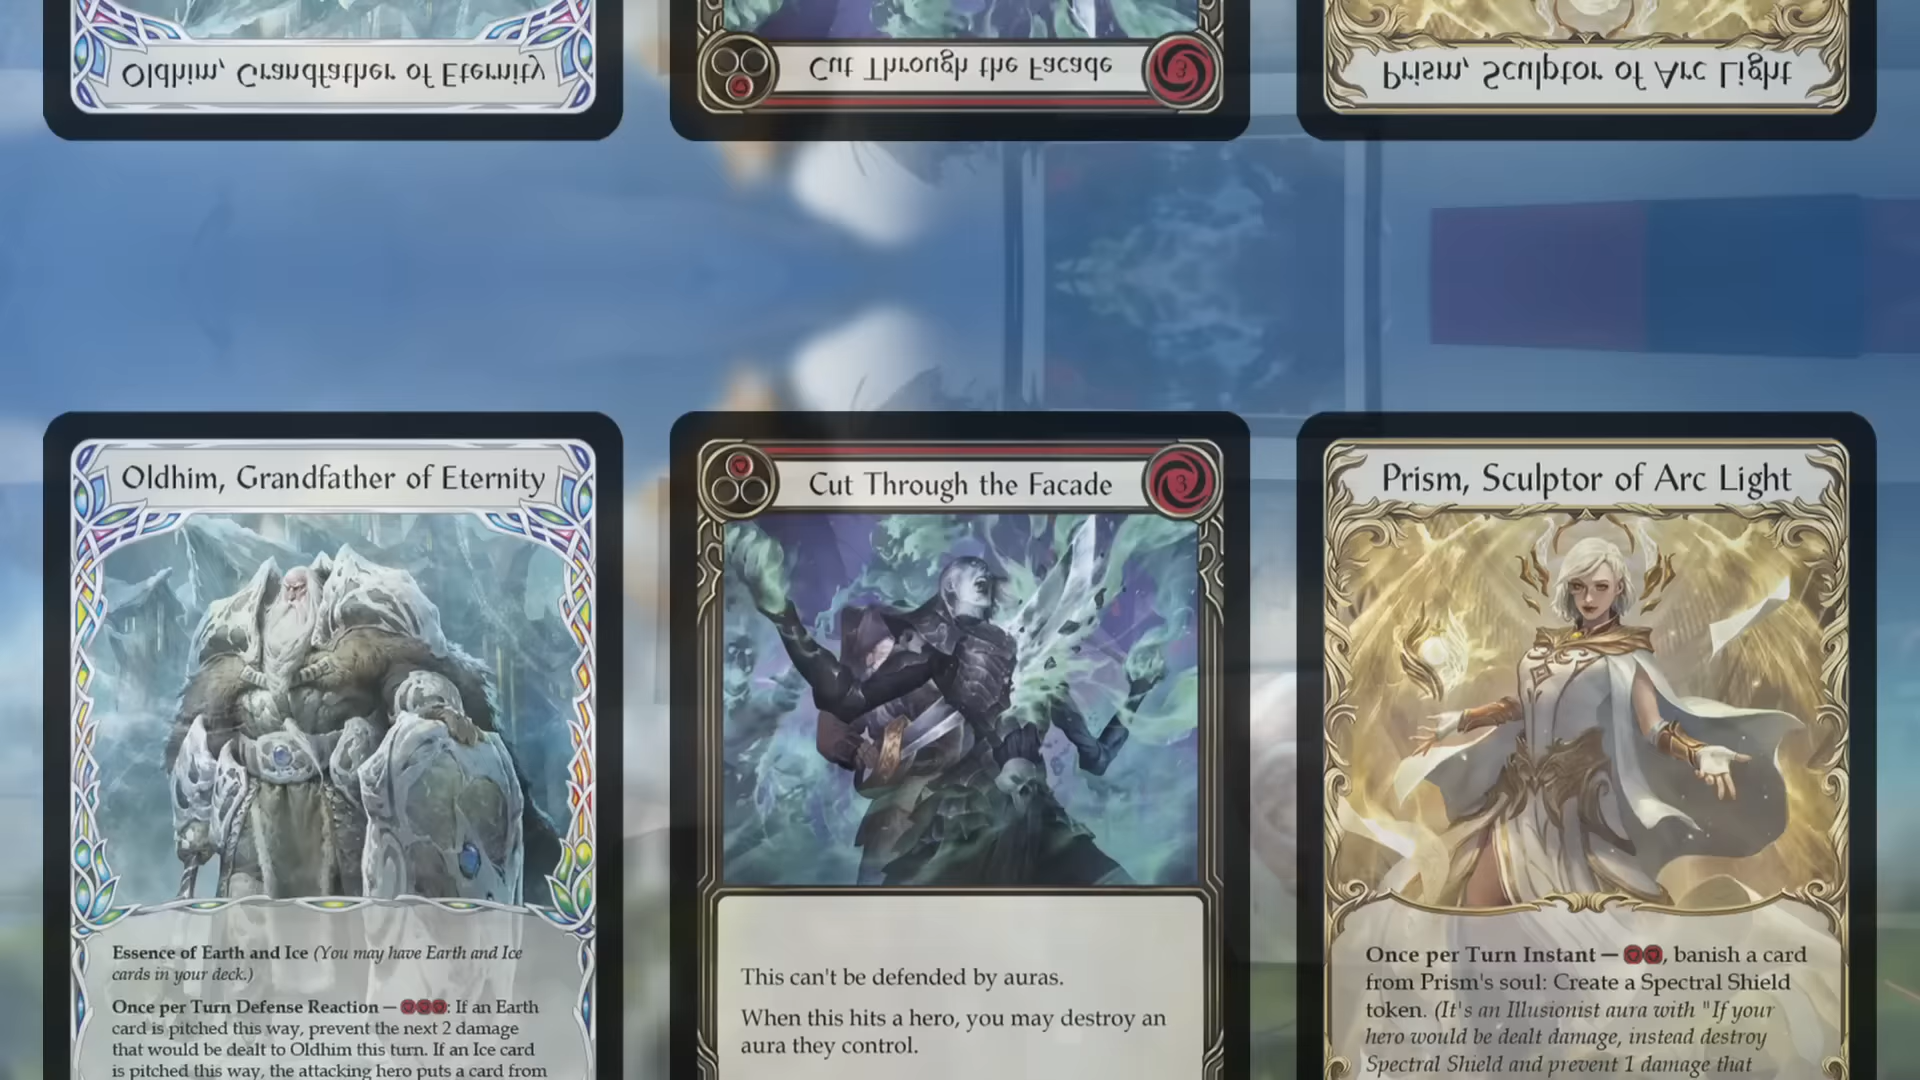 Oldhim, Grandfather of Eternity
Cut Through the Facade
3
Prism, Sculptor of Arc Light
Oldhim, Grandfather of Eternity
Essence of Earth and Ice (You may have Earth and Ice
cards in your deck.)
Once per Turn Defense Reaction — : If an Earth
card is pitched this way, prevent the next 2 damage
that would be dealt to Oldhim this turn. If an Ice card
is pitched this way, the attacking hero puts a card from
Cut Through the Facade
3
This can't be defended by auras.
When this hits a hero, you may destroy an
aura they control.
Prism, Sculptor of Arc Light
Once per Turn Instant — , banish a card
from Prism's soul: Create a Spectral Shield
token. (It's an Illusionist aura with "If your
hero would be dealt damage, instead destroy
Spectral Shield and prevent 1 damage that